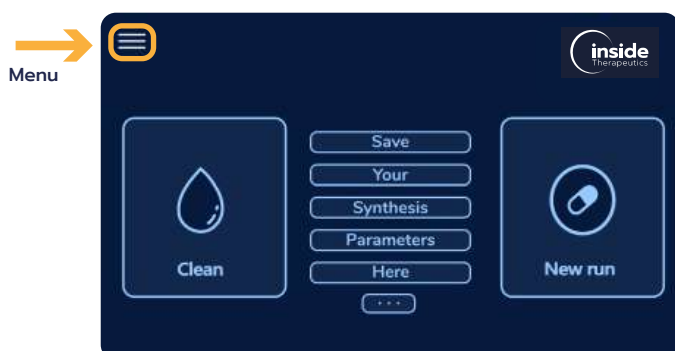 Menu
inside
Therapeutics
Save
Your
Synthesis
Parameters
Here
...
Clean
New run